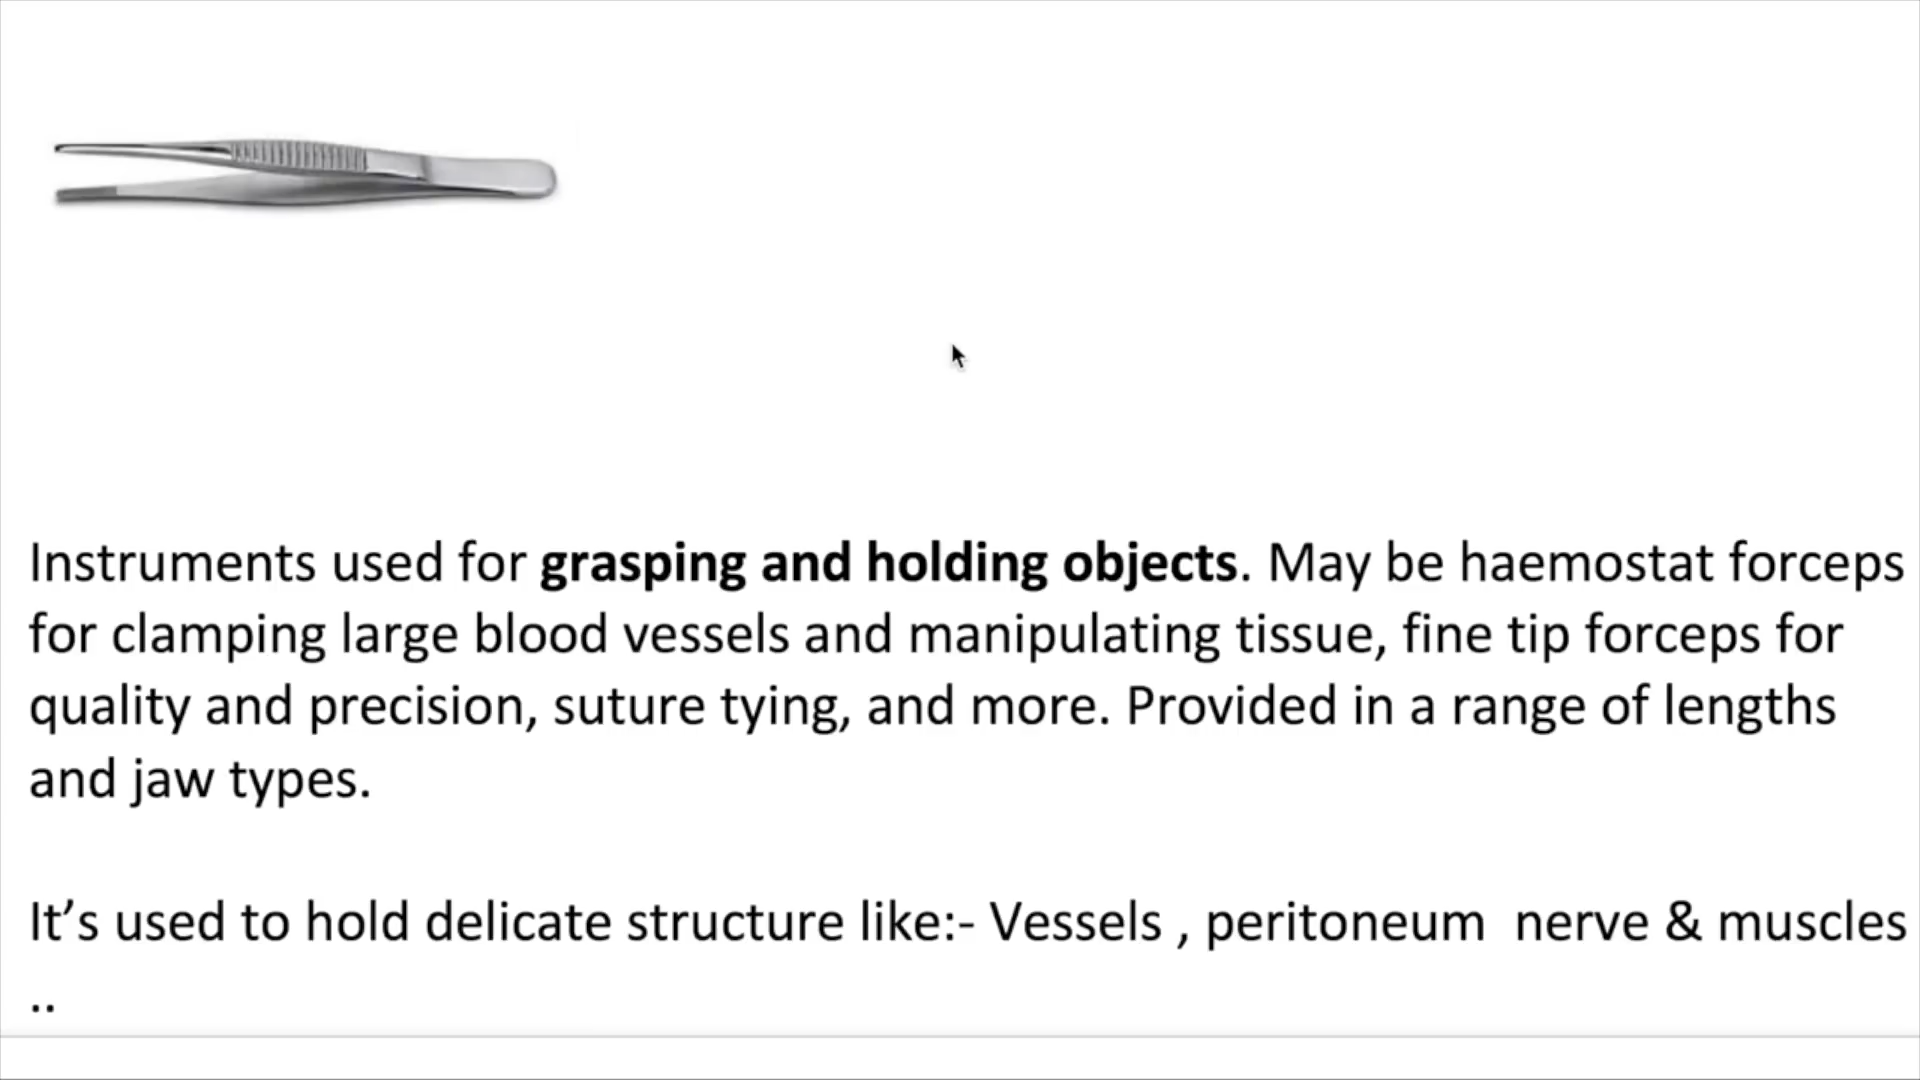 Instruments used for grasping and holding objects. May be haemostat forceps
for clamping large blood vessels and manipulating tissue, fine tip forceps for
quality and precision, suture tying, and more. Provided in a range of lengths
and jaw types.
It’s used to hold delicate structure like:- Vessels , peritoneum  nerve & muscles
..